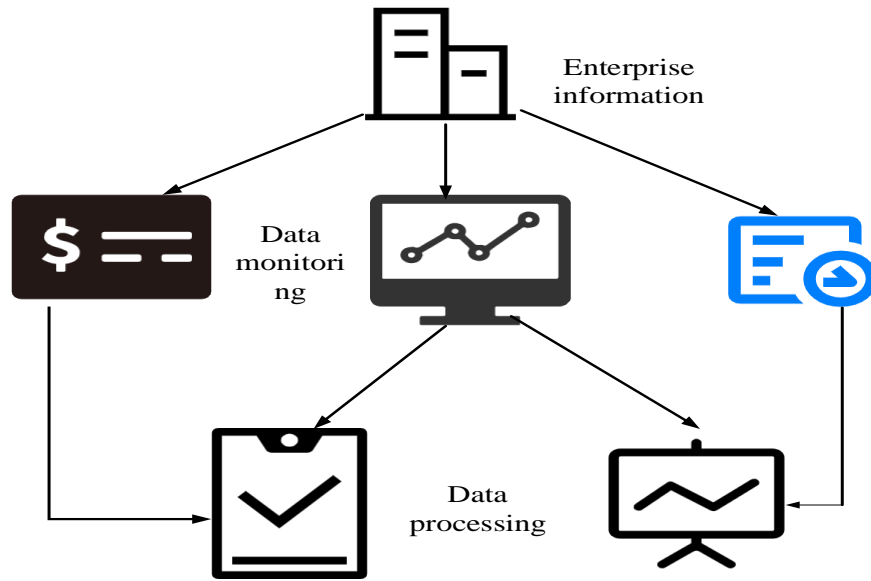 Enterprise
information
$
Data
monitori
ng
Data
processing